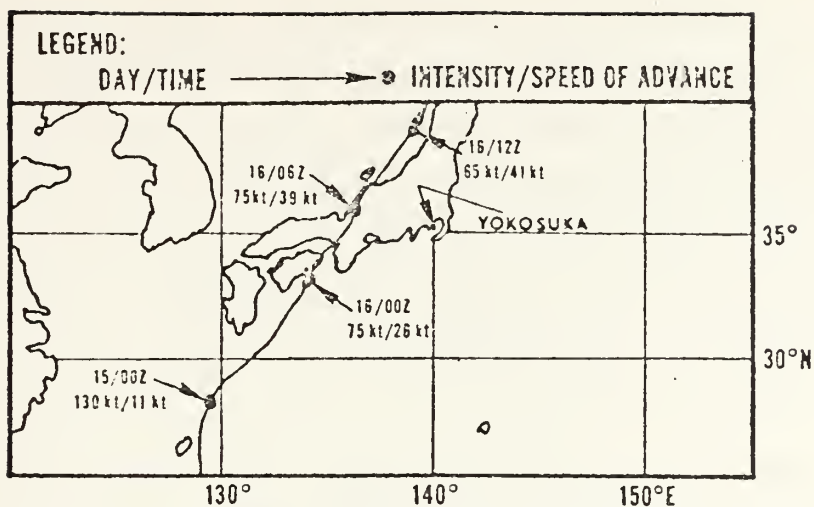 LEGEND:
DAY/TIME INTENSITY/SPEED OF ADVANCE
16/12Z
65 kt/41 kt
16/06Z
75 kt/39 kt
YOKOSUKA
35°
16/00Z
75 kt/26 kt
30°N
15/00Z
130 kt/11 kt
130° 140° 150°E